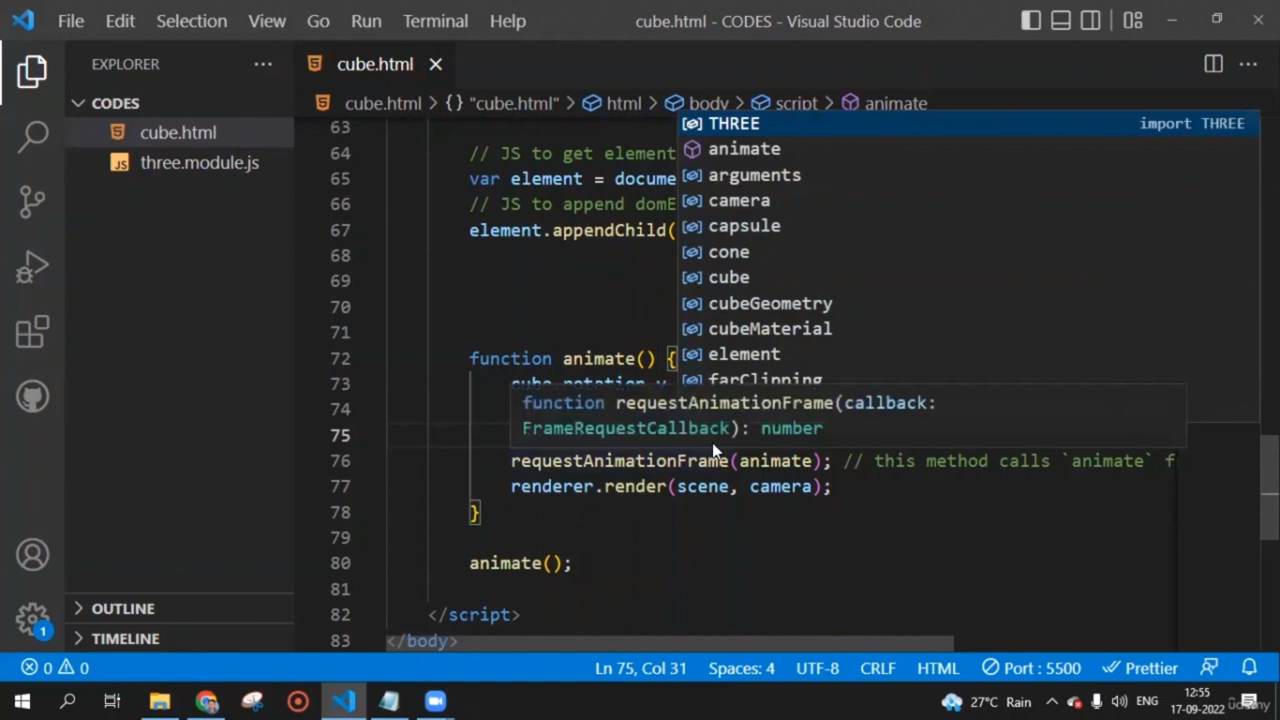 File Edit Selection View Go Run Terminal Help cube.html - CODES - Visual Studio Code
EXPLORER
cube.html
CODES
cube.html > {} "cube.html" > html > body > script > animate
cube.html
three.module.js
63
64 // JS to get element
65 var element = docume
66 // JS to append domE
67 element.appendChild(
68
69
70
71
72 function animate() {
73 cube.rotation.y
74
75
76 requestAnimationFrame(animate); // this method calls `animate` f
77 renderer.render(scene, camera);
78 }
79
80 animate();
81
82 </script>
83 </body>
THREE import THREE
animate
arguments
camera
capsule
cone
cube
cubeGeometry
cubeMaterial
element
farClipping
function requestAnimationFrame(callback:
FrameRequestCallback): number
OUTLINE
TIMELINE
1
0 0 Ln 75, Col 31 Spaces: 4 UTF-8 CRLF HTML Port : 5500 Prettier
27°C Rain ENG 12:55
17-09-2022
udemy